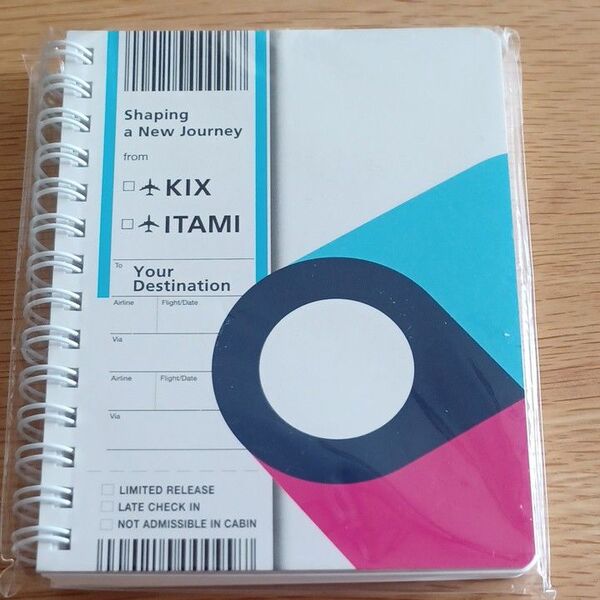 Shaping
a New Journey
from
KIX
ITAMI
To
Your
Destination
Airline Flight/Date
Via
Airline Flight/Date
Via
LIMITED RELEASE
LATE CHECK IN
NOT ADMISSIBLE IN CABIN